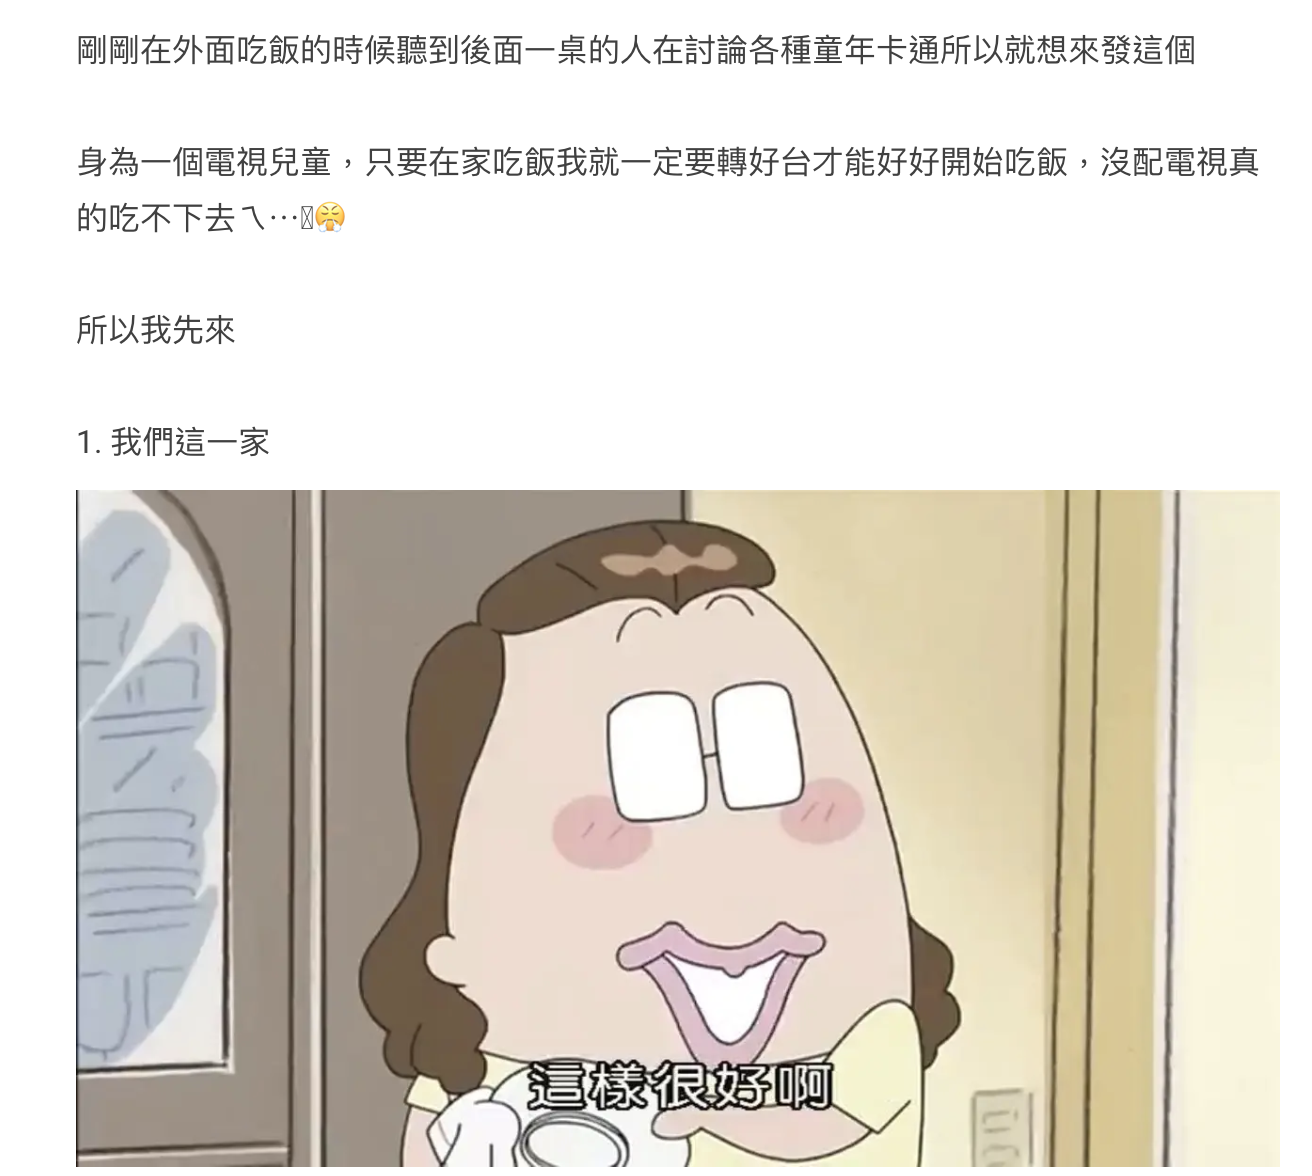 剛剛在外面吃飯的時候聽到後面一桌的人在討論各種童年卡通所以就想來發這個
身為一個電視兒童，只要在家吃飯我就一定要轉好台才能好好開始吃飯，沒配電視真
的吃不下去ㄟ⋯😤
所以我先來
1. 我們這一家
這樣很好啊